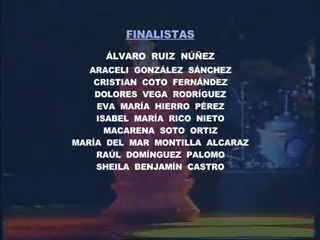 FINALISTAS
ÁLVARO RUIZ NÚÑEZ
ARACELI GONZÁLEZ SÁNCHEZ
CRISTIAN COTO FERNÁNDEZ
DOLORES VEGA RODRÍGUEZ
EVA MARÍA HIERRO PÉREZ
ISABEL MARÍA RICO NIETO
MACARENA SOTO ORTIZ
MARÍA DEL MAR MONTILLA ALCARAZ
RAÚL DOMÍNGUEZ PALOMO
SHEILA BENJAMÍN CASTRO